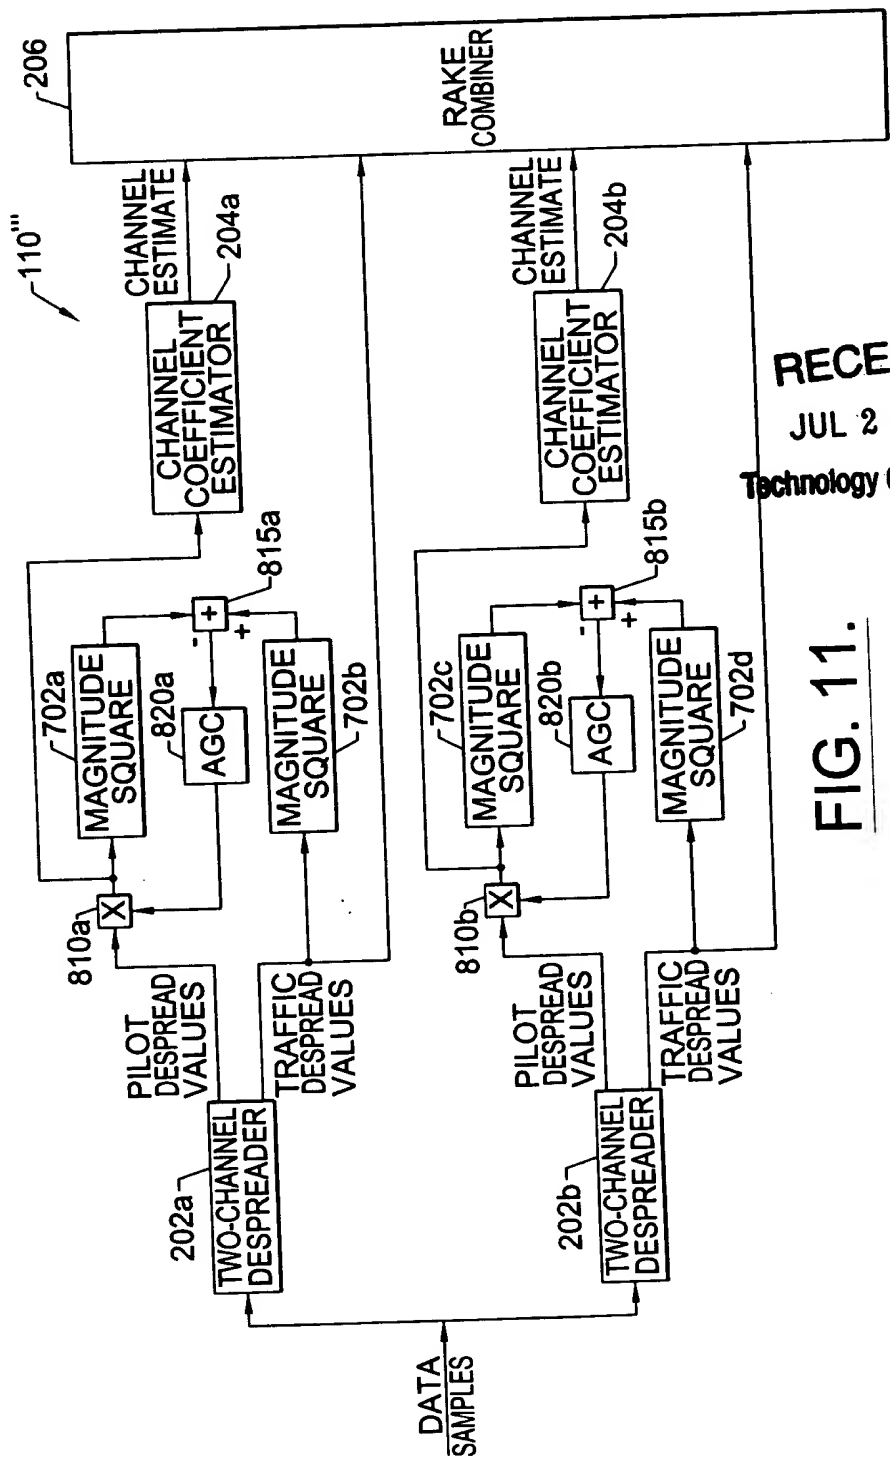 110'''
206
DATA
SAMPLES
202a
TWO-CHANNEL
DESPREADER
PILOT
DESPREAD
VALUES
TRAFFIC
DESPREAD
VALUES
810a
X
702a
MAGNITUDE
SQUARE
820a
AGC
702b
MAGNITUDE
SQUARE
-
+
+
815a
CHANNEL
COEFFICIENT
ESTIMATOR
204a
CHANNEL
ESTIMATE
RAKE
COMBINER
202b
TWO-CHANNEL
DESPREADER
PILOT
DESPREAD
VALUES
TRAFFIC
DESPREAD
VALUES
810b
X
702c
MAGNITUDE
SQUARE
820b
AGC
702d
MAGNITUDE
SQUARE
-
+
+
815b
CHANNEL
COEFFICIENT
ESTIMATOR
204b
CHANNEL
ESTIMATE
FIG. 11.
RECE
JUL 2
Technology